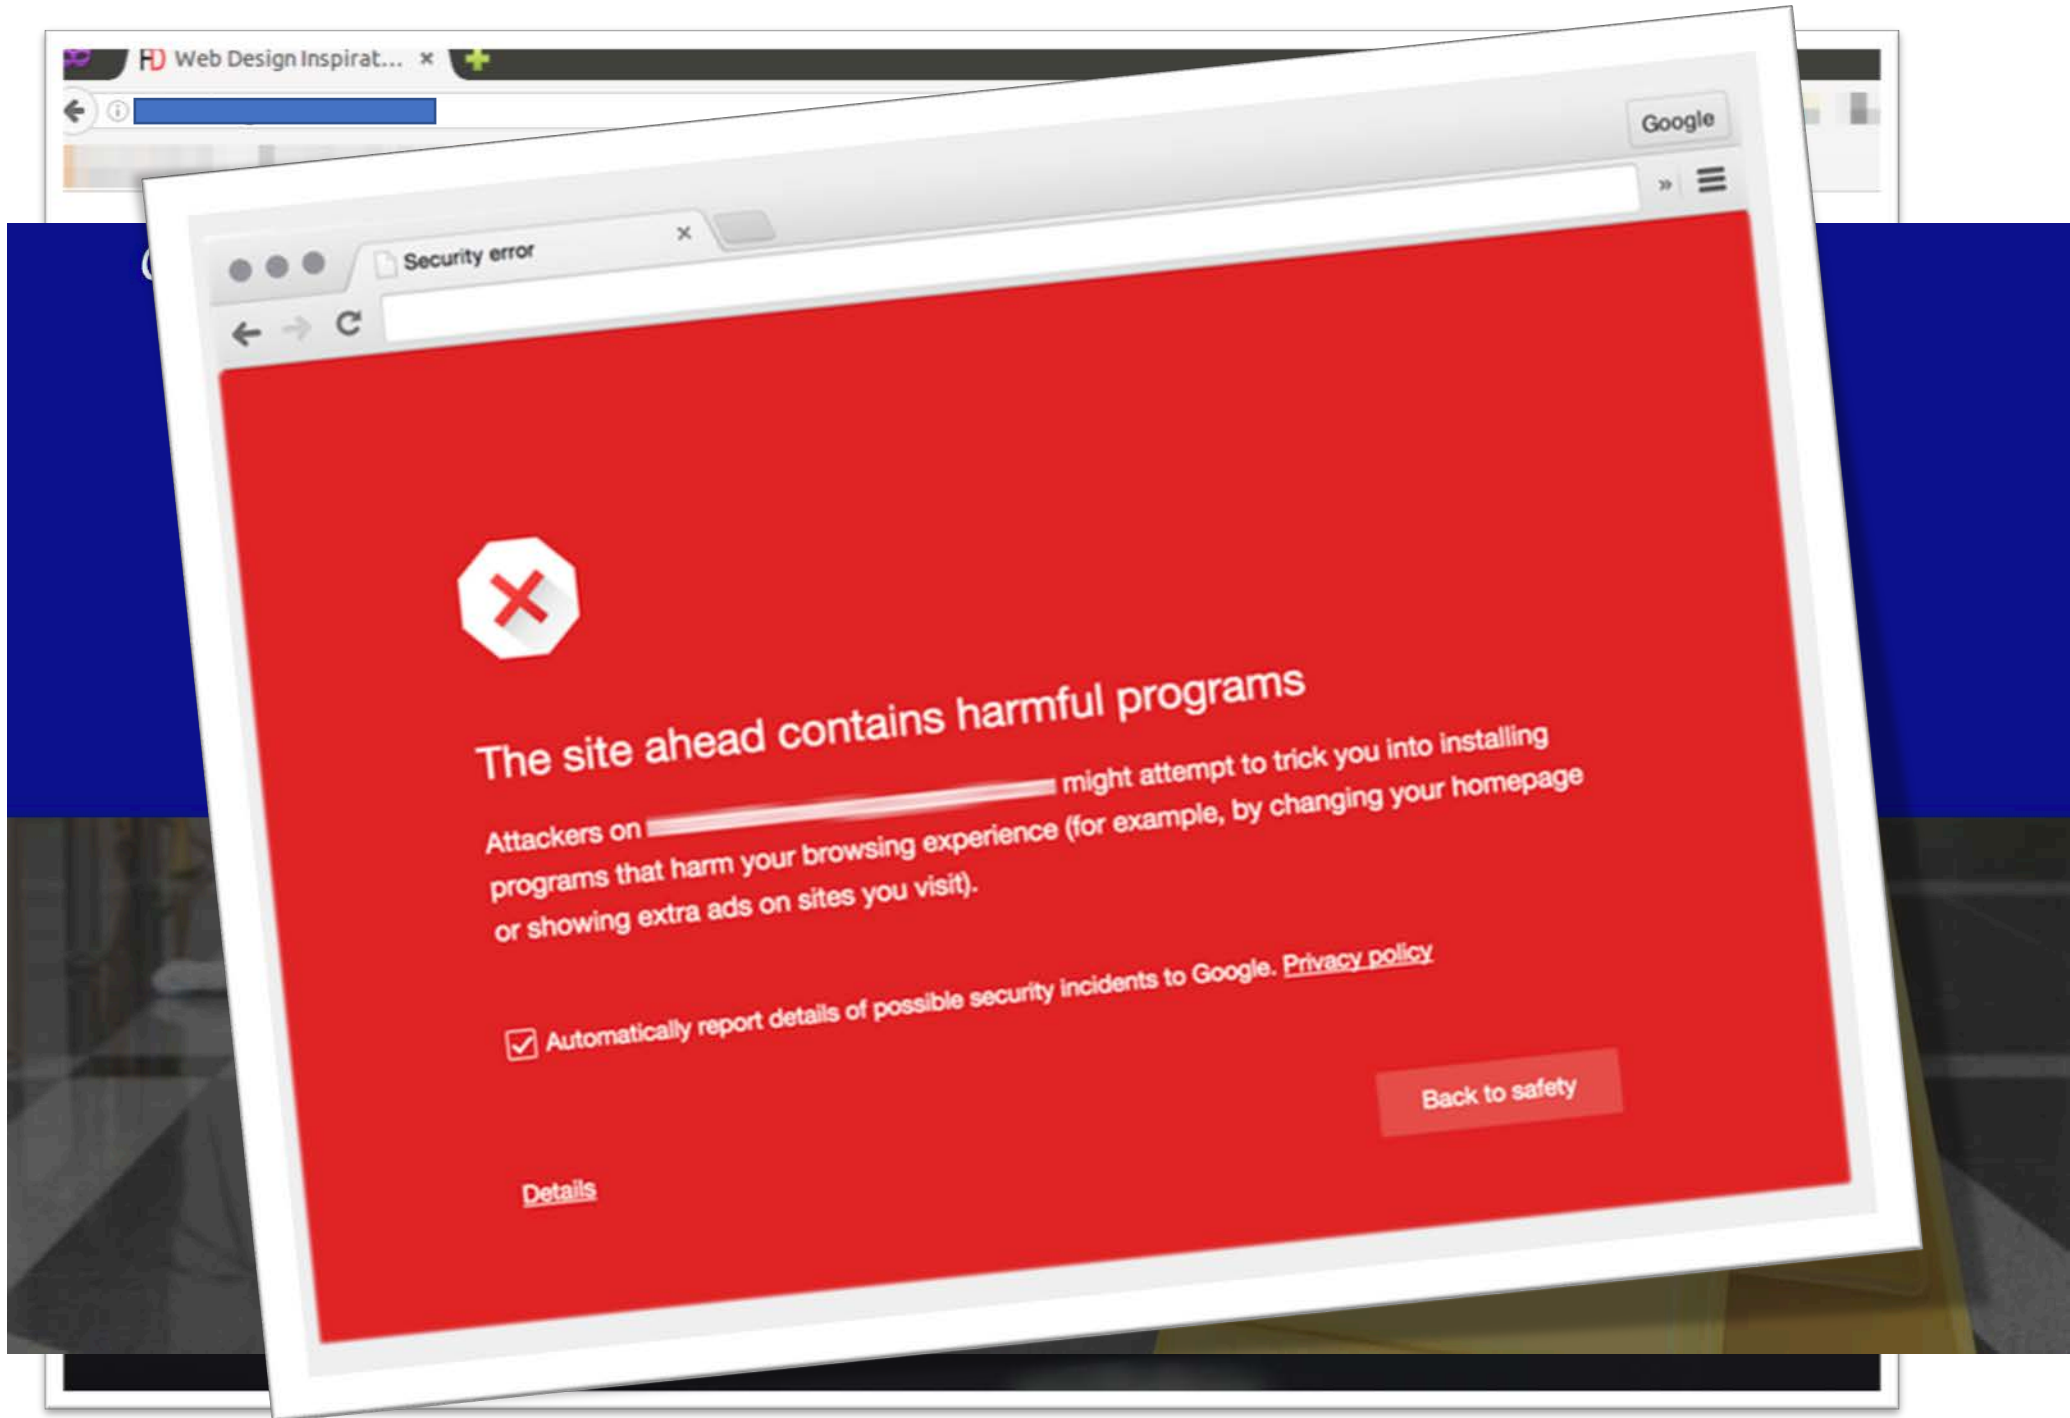 Web Design Inspirat...
Google
Security error
The site ahead contains harmful programs
Attackers on might attempt to trick you into installing
programs that harm your browsing experience (for example, by changing your homepage
or showing extra ads on sites you visit).
Automatically report details of possible security incidents to Google. Privacy policy
Back to safety
Details